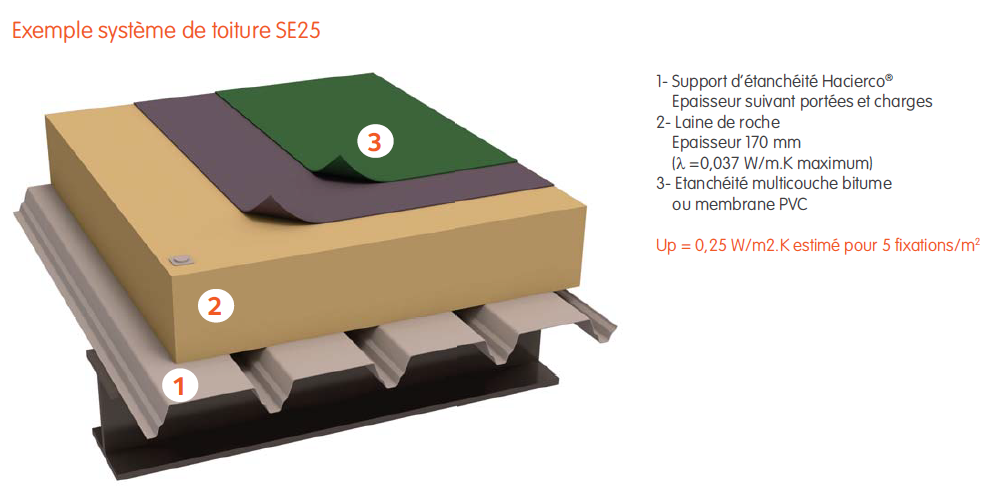 Exemple système de toiture SE25
1- Support d'étanchéité Hacierco®
Epaisseur suivant portées et charges
2- Laine de roche
Epaisseur 170 mm
(λ =0,037 W/m.K maximum)
3- Etanchéité multicouche bitume
ou membrane PVC
Up = 0,25 W/m2.K estimé pour 5 fixations/m²
3
2
1